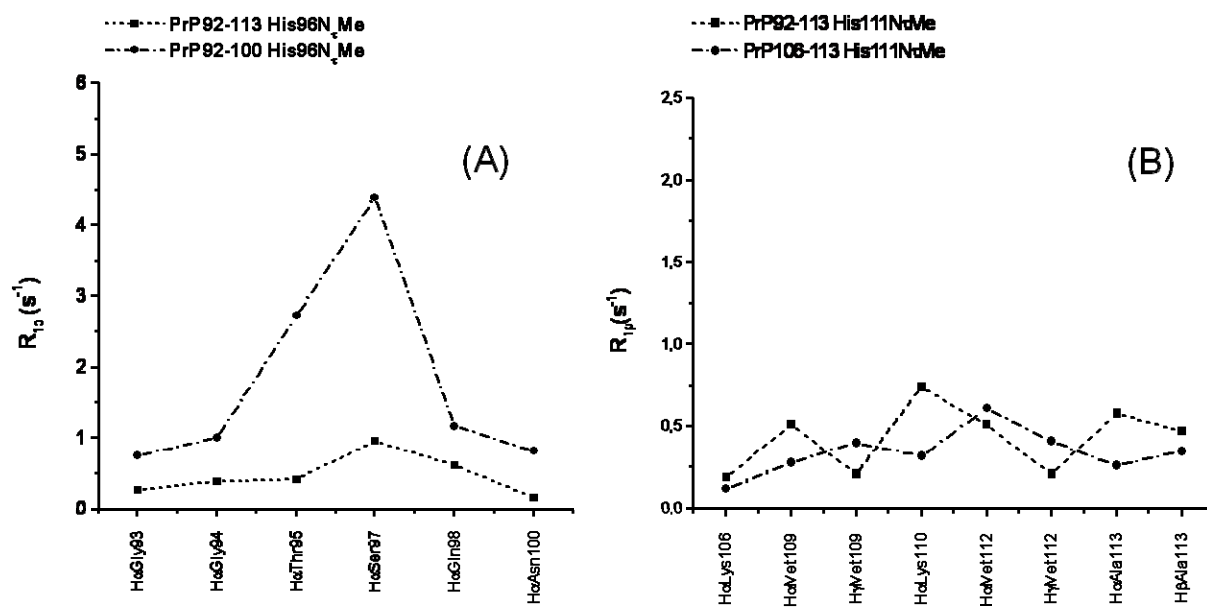 PrP92-113 His96NτMe
PrP92-100 His96NτMe
(A)
6
5
4
3
2
1
0
R1ρ (s-1)
HαGly93
HαGly94
HαThr95
HαSer97
HαGln98
HαAsn100
PrP92-113 His111NτMe
PrP106-113 His111NτMe
(B)
2,5
2,0
1,5
1,0
0,5
0,0
R1ρ(s-1)
HαLys106
HαMet109
HγMet109
HαLys110
HαMet112
HγMet112
HαAla113
HβAla113